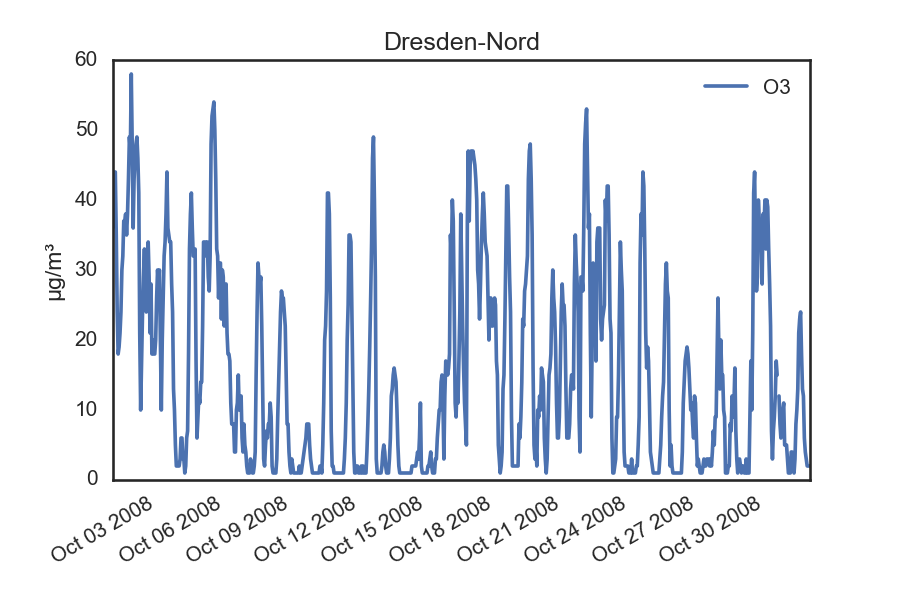 Dresden-Nord
60
50
40
30
20
10
0
µg/m³
O3
Oct 03 2008
Oct 06 2008
Oct 09 2008
Oct 12 2008
Oct 15 2008
Oct 18 2008
Oct 21 2008
Oct 24 2008
Oct 27 2008
Oct 30 2008